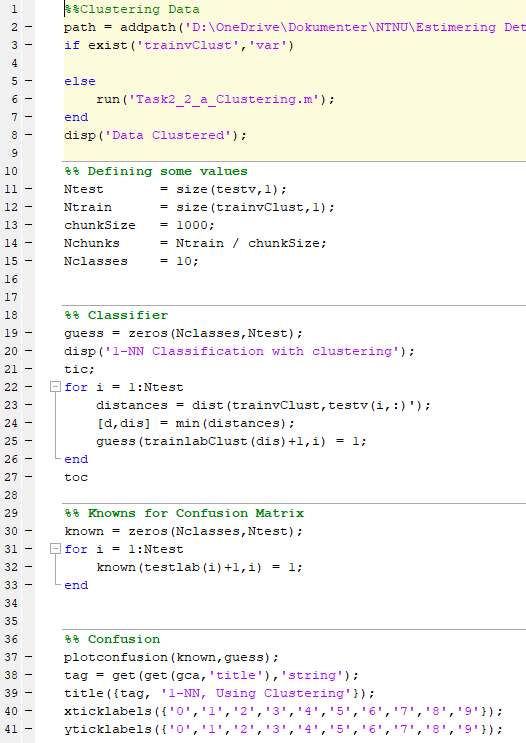 1 %%Clustering Data
2 - path = addpath('D:\OneDrive\Dokumenter\NTNU\Estimering Det
3 - if exist('trainvClust','var')
4
5 - else
6 - run('Task2_2_a_Clustering.m');
7 - end
8 - disp('Data Clustered');
9
10 %% Defining some values
11 - Ntest = size(testv,1);
12 - Ntrain = size(trainvClust,1);
13 - chunkSize = 1000;
14 - Nchunks = Ntrain / chunkSize;
15 - Nclasses = 10;
16
17
18 %% Classifier
19 - guess = zeros(Nclasses,Ntest);
20 - disp('1-NN Classification with clustering');
21 - tic;
22 - for i = 1:Ntest
23 - distances = dist(trainvClust,testv(i,:)');
24 - [d,dis] = min(distances);
25 - guess(trainlabClust(dis)+1,i) = 1;
26 - end
27 - toc
28
29 %% Knowns for Confusion Matrix
30 - known = zeros(Nclasses,Ntest);
31 - for i = 1:Ntest
32 - known(testlab(i)+1,i) = 1;
33 - end
34
35
36 %% Confusion
37 - plotconfusion(known,guess);
38 - tag = get(get(gca,'title'),'string');
39 - title({tag, '1-NN, Using Clustering'});
40 - xticklabels({'0','1','2','3','4','5','6','7','8','9'});
41 - yticklabels({'0','1','2','3','4','5','6','7','8','9'});